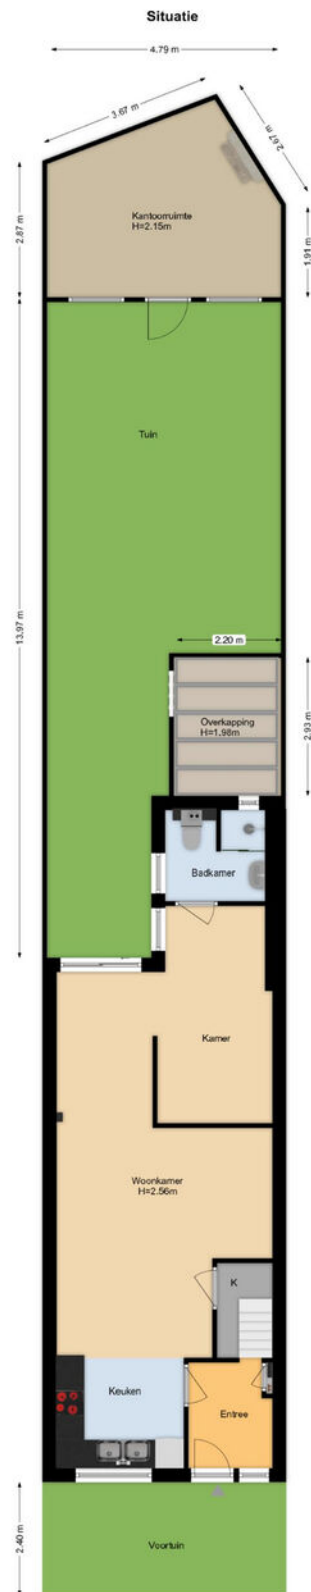 Situatie
4.79 m
3.67 m
2.67 m
2.87 m
1.91 m
Kantoorruimte
H=2.15m
Tuin
13.97 m
2.20 m
2.93 m
Overkapping
H=1.98m
Badkamer
Kamer
Woonkamer
H=2.56m
K
Keuken
Entree
2.40 m
Voortuin